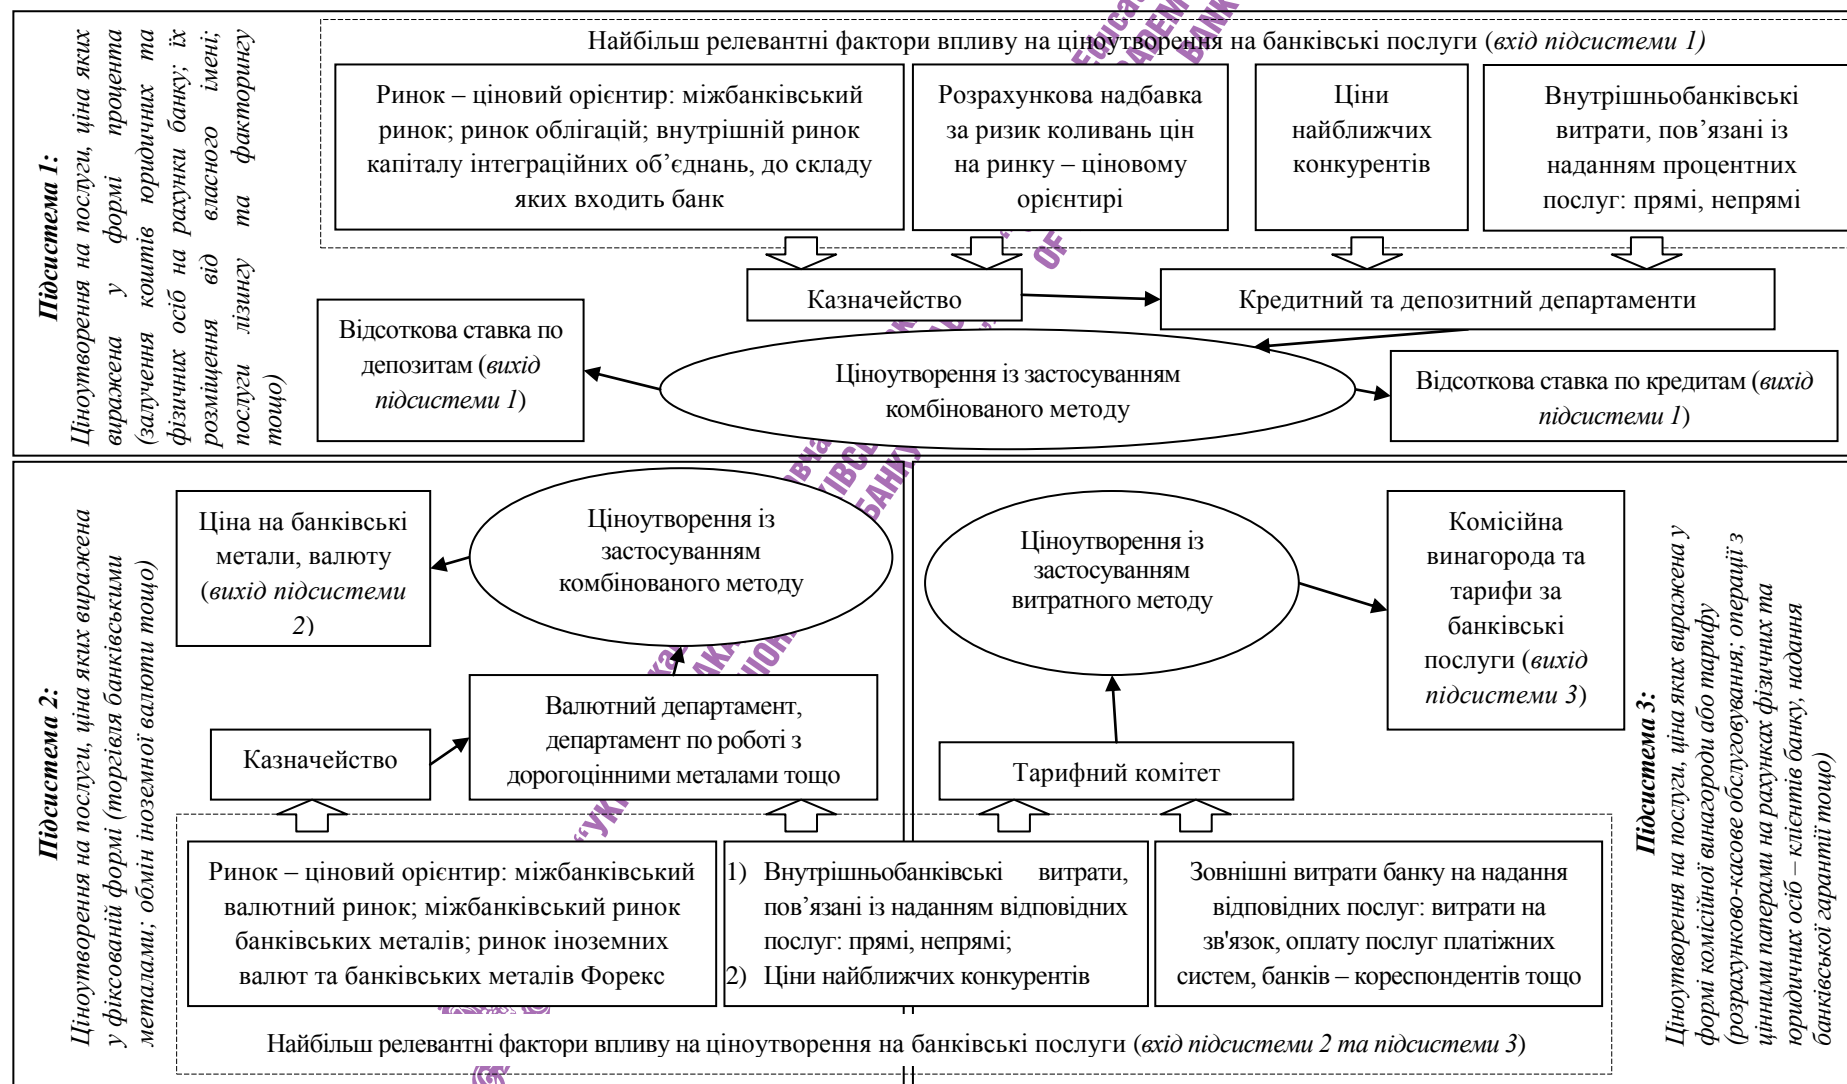 Підсистема 1:
Ціноутворення на послуги, ціна яких
виражена у формі процента
(залучення коштів юридичних та
фізичних осіб на рахунки банку; їх
розміщення від власного імені;
послуги лізингу та факторингу
тощо)
Найбільш релевантні фактори впливу на ціноутворення на банківські послуги (вхід підсистеми 1)
Ринок – ціновий орієнтир: міжбанківський
ринок; ринок облігацій; внутрішній ринок
капіталу інтеграційних об’єднань, до складу
яких входить банк
Розрахункова надбавка
за ризик коливань цін
на ринку – ціновому
орієнтирі
Ціни
найближчих
конкурентів
Внутрішньобанківські
витрати, пов’язані із
наданням процентних
послуг: прямі, непрямі
Казначейство
Кредитний та депозитний департаменти
Відсоткова ставка по
депозитам (вихід
підсистеми 1)
Ціноутворення із застосуванням
комбінованого методу
Відсоткова ставка по кредитам (вихід
підсистеми 1)
Підсистема 2:
Ціноутворення на послуги, ціна яких виражена
у фіксованій формі (торгівля банківськими
металами; обмін іноземної валюти тощо)
Ціна на банківські
метали, валюту
(вихід підсистеми
2)
Ціноутворення із
застосуванням
комбінованого методу
Казначейство
Валютний департамент,
департамент по роботі з
дорогоцінними металами тощо
Ціноутворення із
застосуванням
витратного методу
Комісійна
винагорода та
тарифи за
банківські
послуги (вихід
підсистеми 3)
Тарифний комітет
Підсистема 3:
Ціноутворення на послуги, ціна яких виражена у
формі комісійної винагороди або тарифу
(розрахунково-касове обслуговування; операції з
цінними паперами на рахунках фізичних та
юридичних осіб – клієнтів банку, надання
банківської гарантії тощо)
Ринок – ціновий орієнтир: міжбанківський
валютний ринок; міжбанківський ринок
банківських металів; ринок іноземних
валют та банківських металів Форекс
1) Внутрішньобанківські витрати,
пов’язані із наданням відповідних
послуг: прямі, непрямі;
2) Ціни найближчих конкурентів
Зовнішні витрати банку на надання
відповідних послуг: витрати на
зв'язок, оплату послуг платіжних
систем, банків – кореспондентів тощо
Найбільш релевантні фактори впливу на ціноутворення на банківські послуги (вхід підсистеми 2 та підсистеми 3)